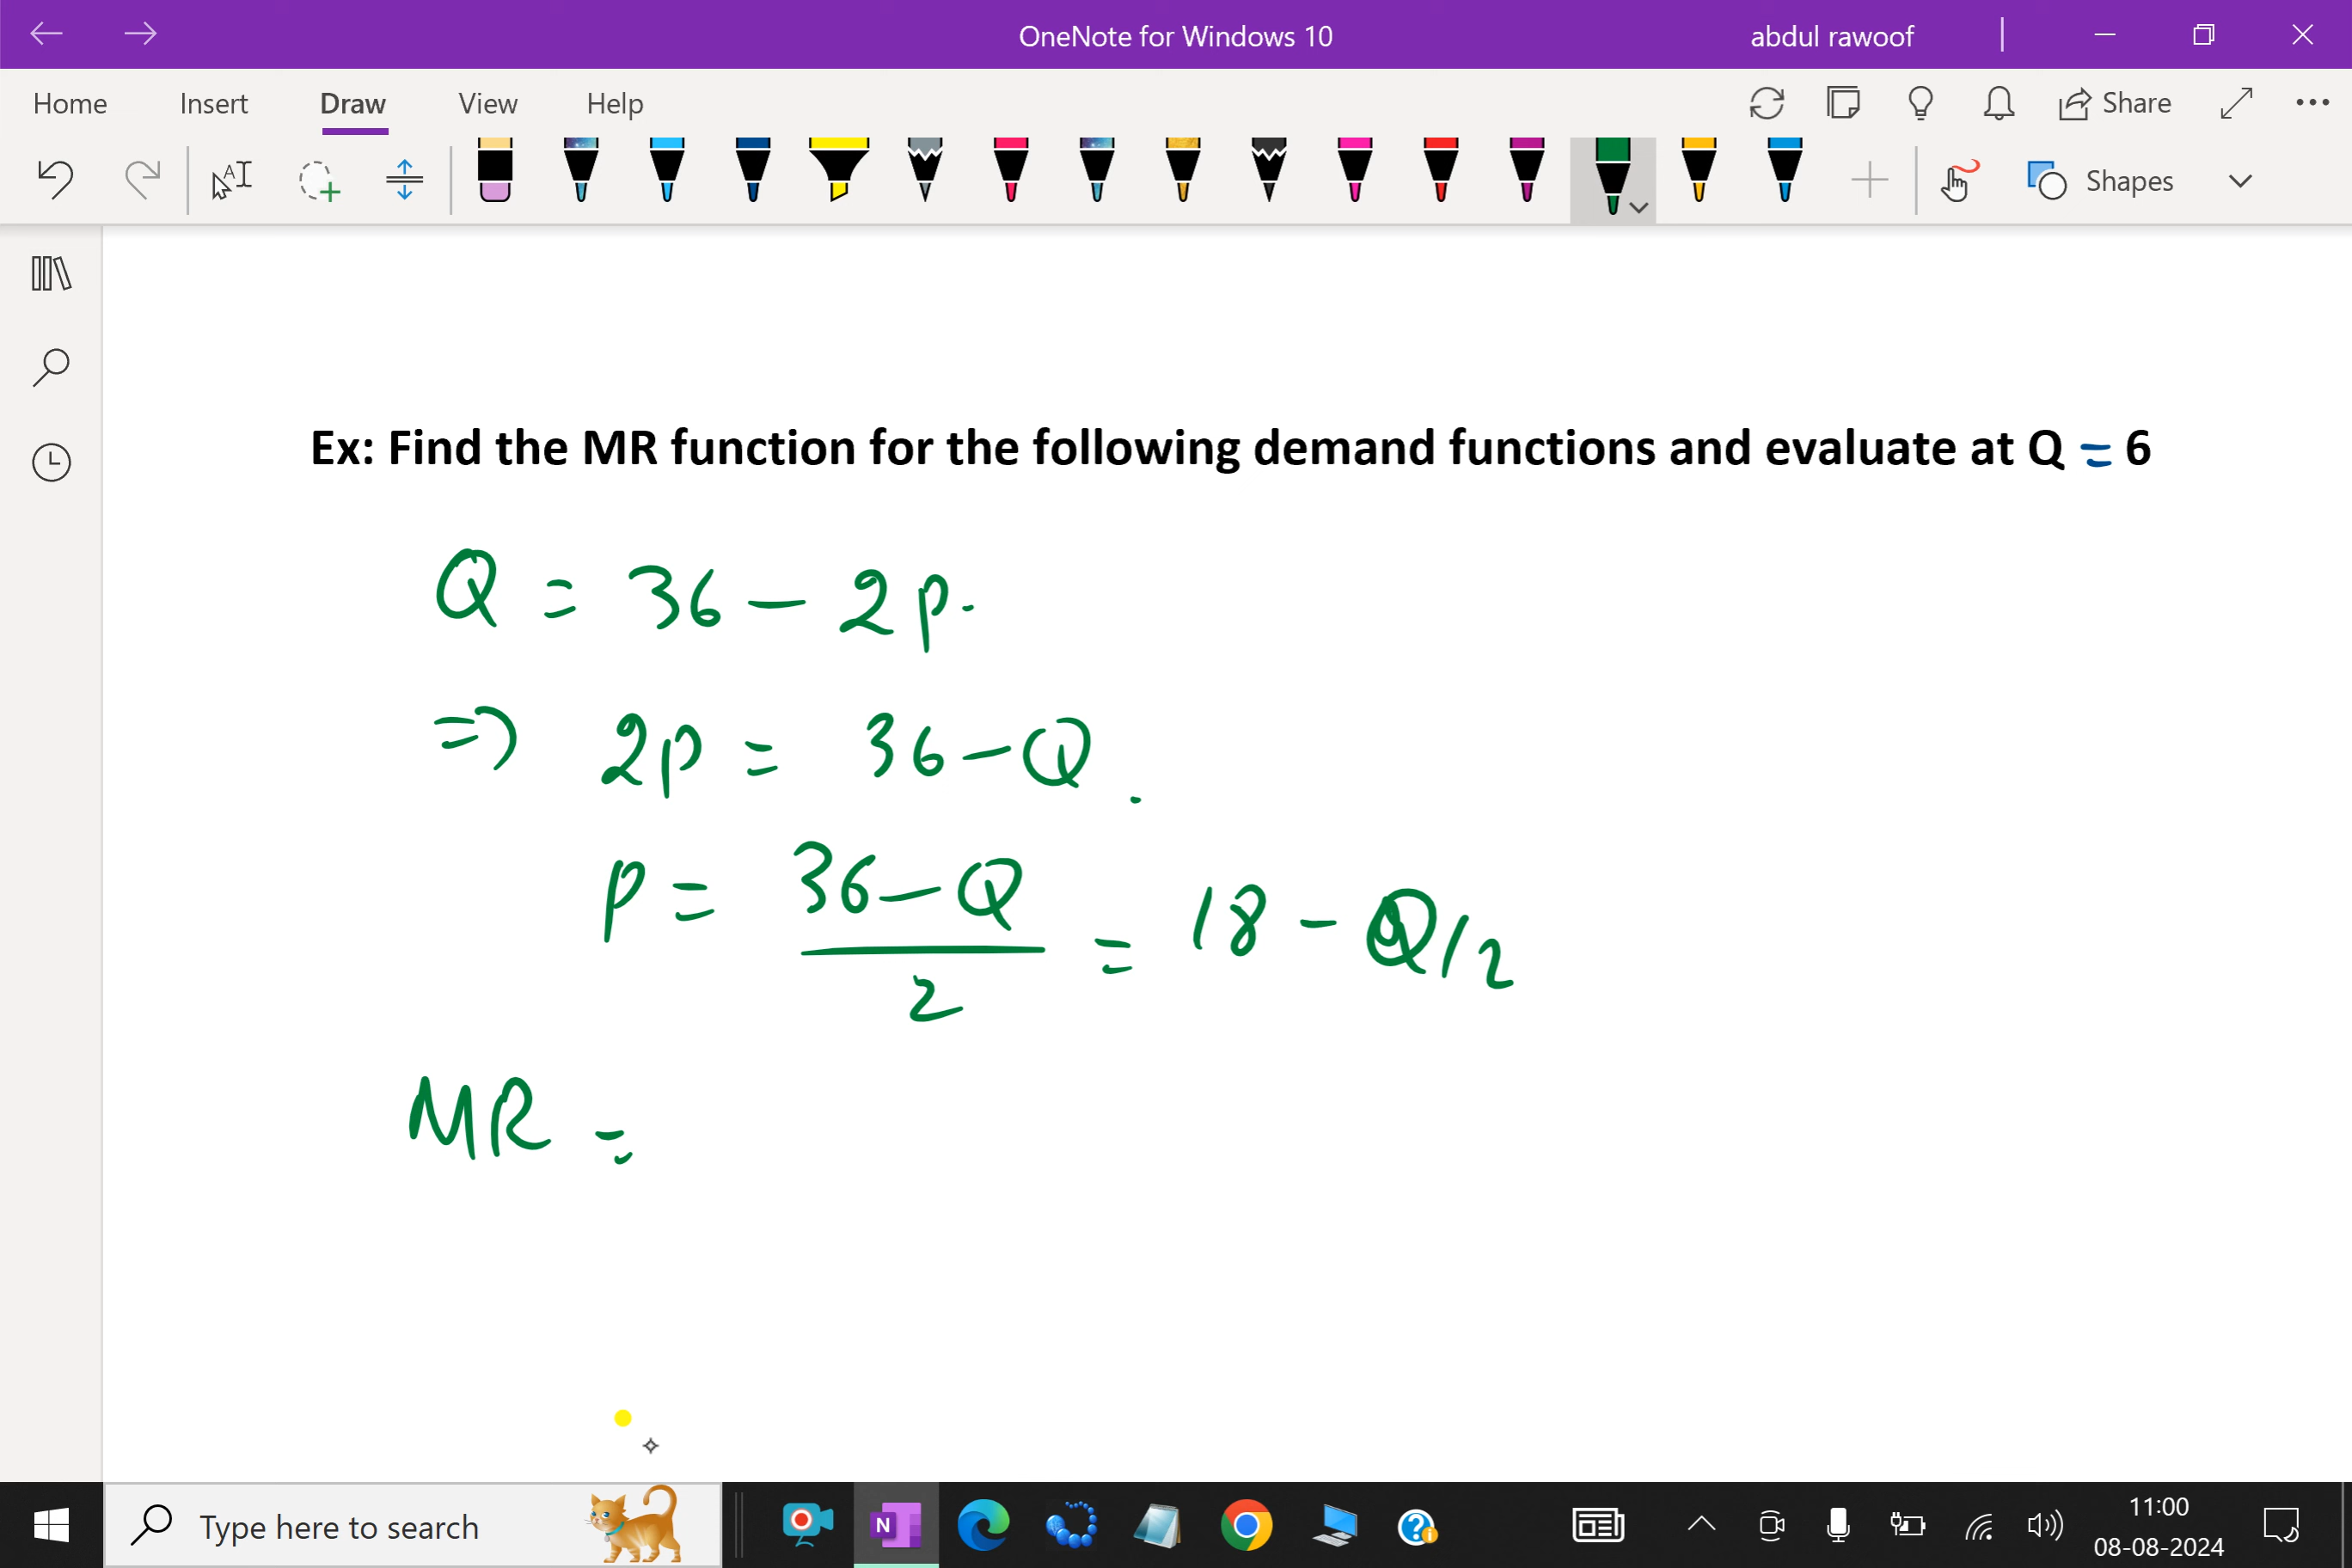 OneNote for Windows 10
abdul rawoof
Home Insert Draw View Help
Share
Shapes
Ex: Find the MR function for the following demand functions and evaluate at Q = 6
Q = 36 - 2p.
=> 2p = 36 - Q.
p = 36 - Q / 2 = 18 - Q/2
MR =
Type here to search
11:00
08-08-2024